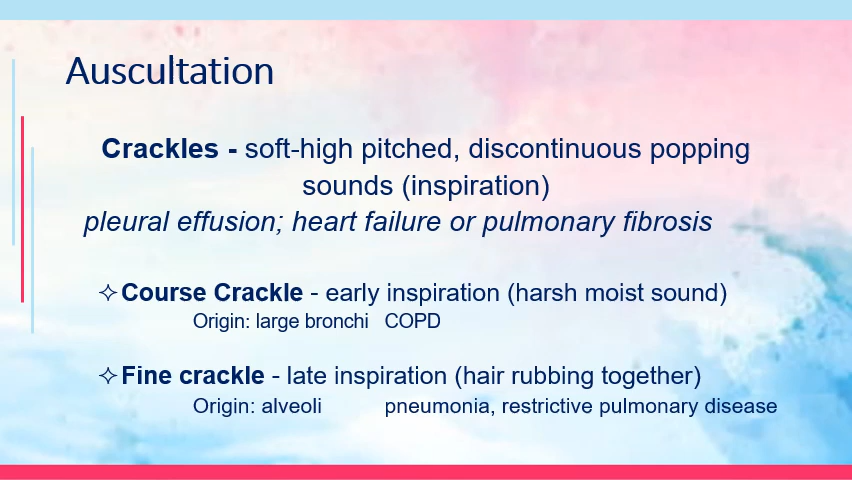 Auscultation
Crackles - soft-high pitched, discontinuous popping
sounds (inspiration)
pleural effusion; heart failure or pulmonary fibrosis
✧Course Crackle - early inspiration (harsh moist sound)
Origin: large bronchi COPD
✧Fine crackle - late inspiration (hair rubbing together)
Origin: alveoli pneumonia, restrictive pulmonary disease